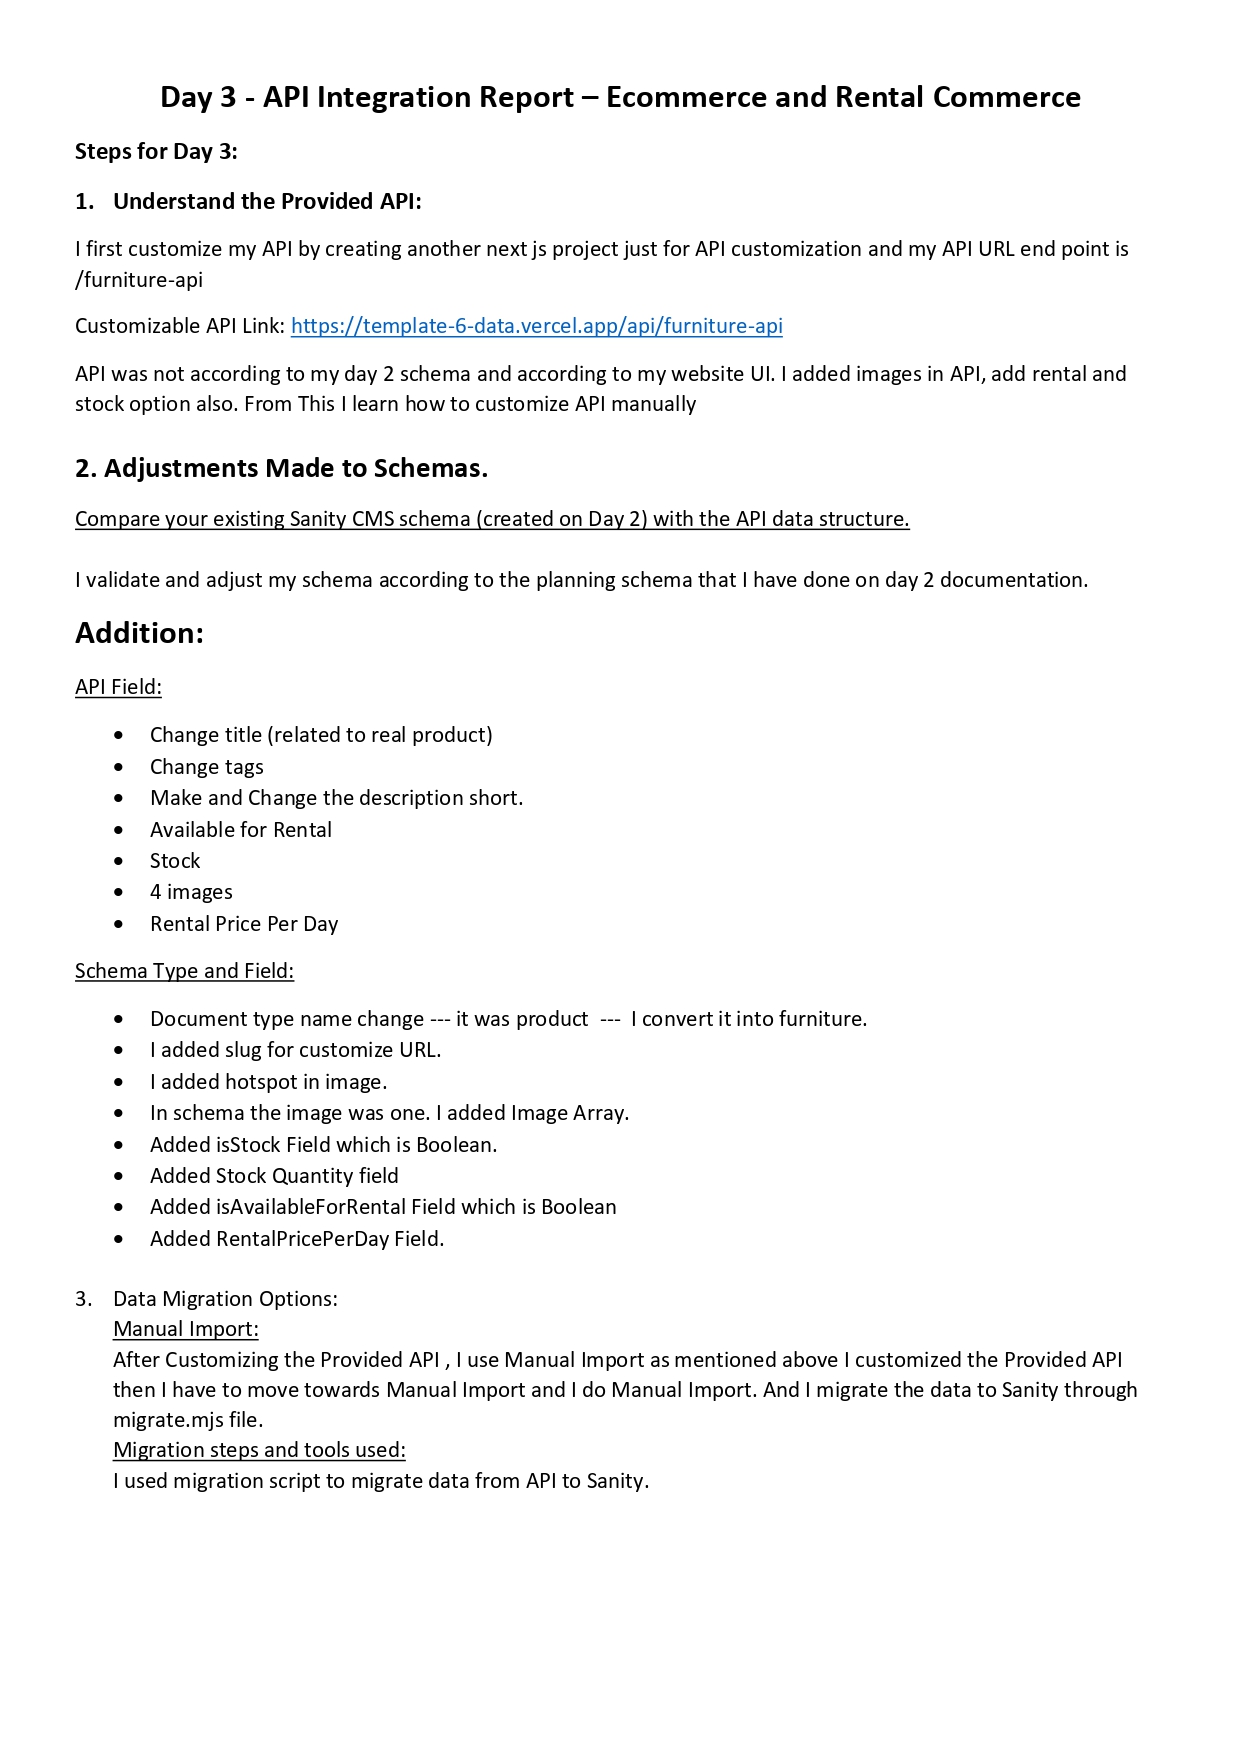 Day 3 - API Integration Report – Ecommerce and Rental Commerce
Steps for Day 3:
1. Understand the Provided API:
I first customize my API by creating another next js project just for API customization and my API URL end point is
/furniture-api
Customizable API Link: https://template-6-data.vercel.app/api/furniture-api
API was not according to my day 2 schema and according to my website UI. I added images in API, add rental and
stock option also. From This I learn how to customize API manually
2. Adjustments Made to Schemas.
Compare your existing Sanity CMS schema (created on Day 2) with the API data structure.
I validate and adjust my schema according to the planning schema that I have done on day 2 documentation.
Addition:
API Field:
• Change title (related to real product)
• Change tags
• Make and Change the description short.
• Available for Rental
• Stock
• 4 images
• Rental Price Per Day
Schema Type and Field:
• Document type name change --- it was product --- I convert it into furniture.
• I added slug for customize URL.
• I added hotspot in image.
• In schema the image was one. I added Image Array.
• Added isStock Field which is Boolean.
• Added Stock Quantity field
• Added isAvailableForRental Field which is Boolean
• Added RentalPricePerDay Field.
3. Data Migration Options:
Manual Import:
After Customizing the Provided API , I use Manual Import as mentioned above I customized the Provided API
then I have to move towards Manual Import and I do Manual Import. And I migrate the data to Sanity through
migrate.mjs file.
Migration steps and tools used:
I used migration script to migrate data from API to Sanity.